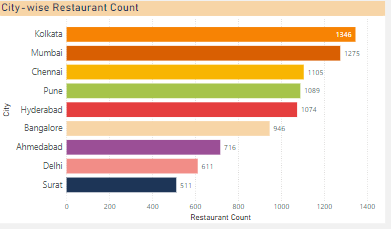 City-wise Restaurant Count
Kolkata 1346
Mumbai 1275
Chennai 1105
Pune 1089
Hyderabad 1074
Bangalore 946
Ahmedabad 716
Delhi 611
Surat 511
City
0 200 400 600 800 1000 1200 1400
Restaurant Count